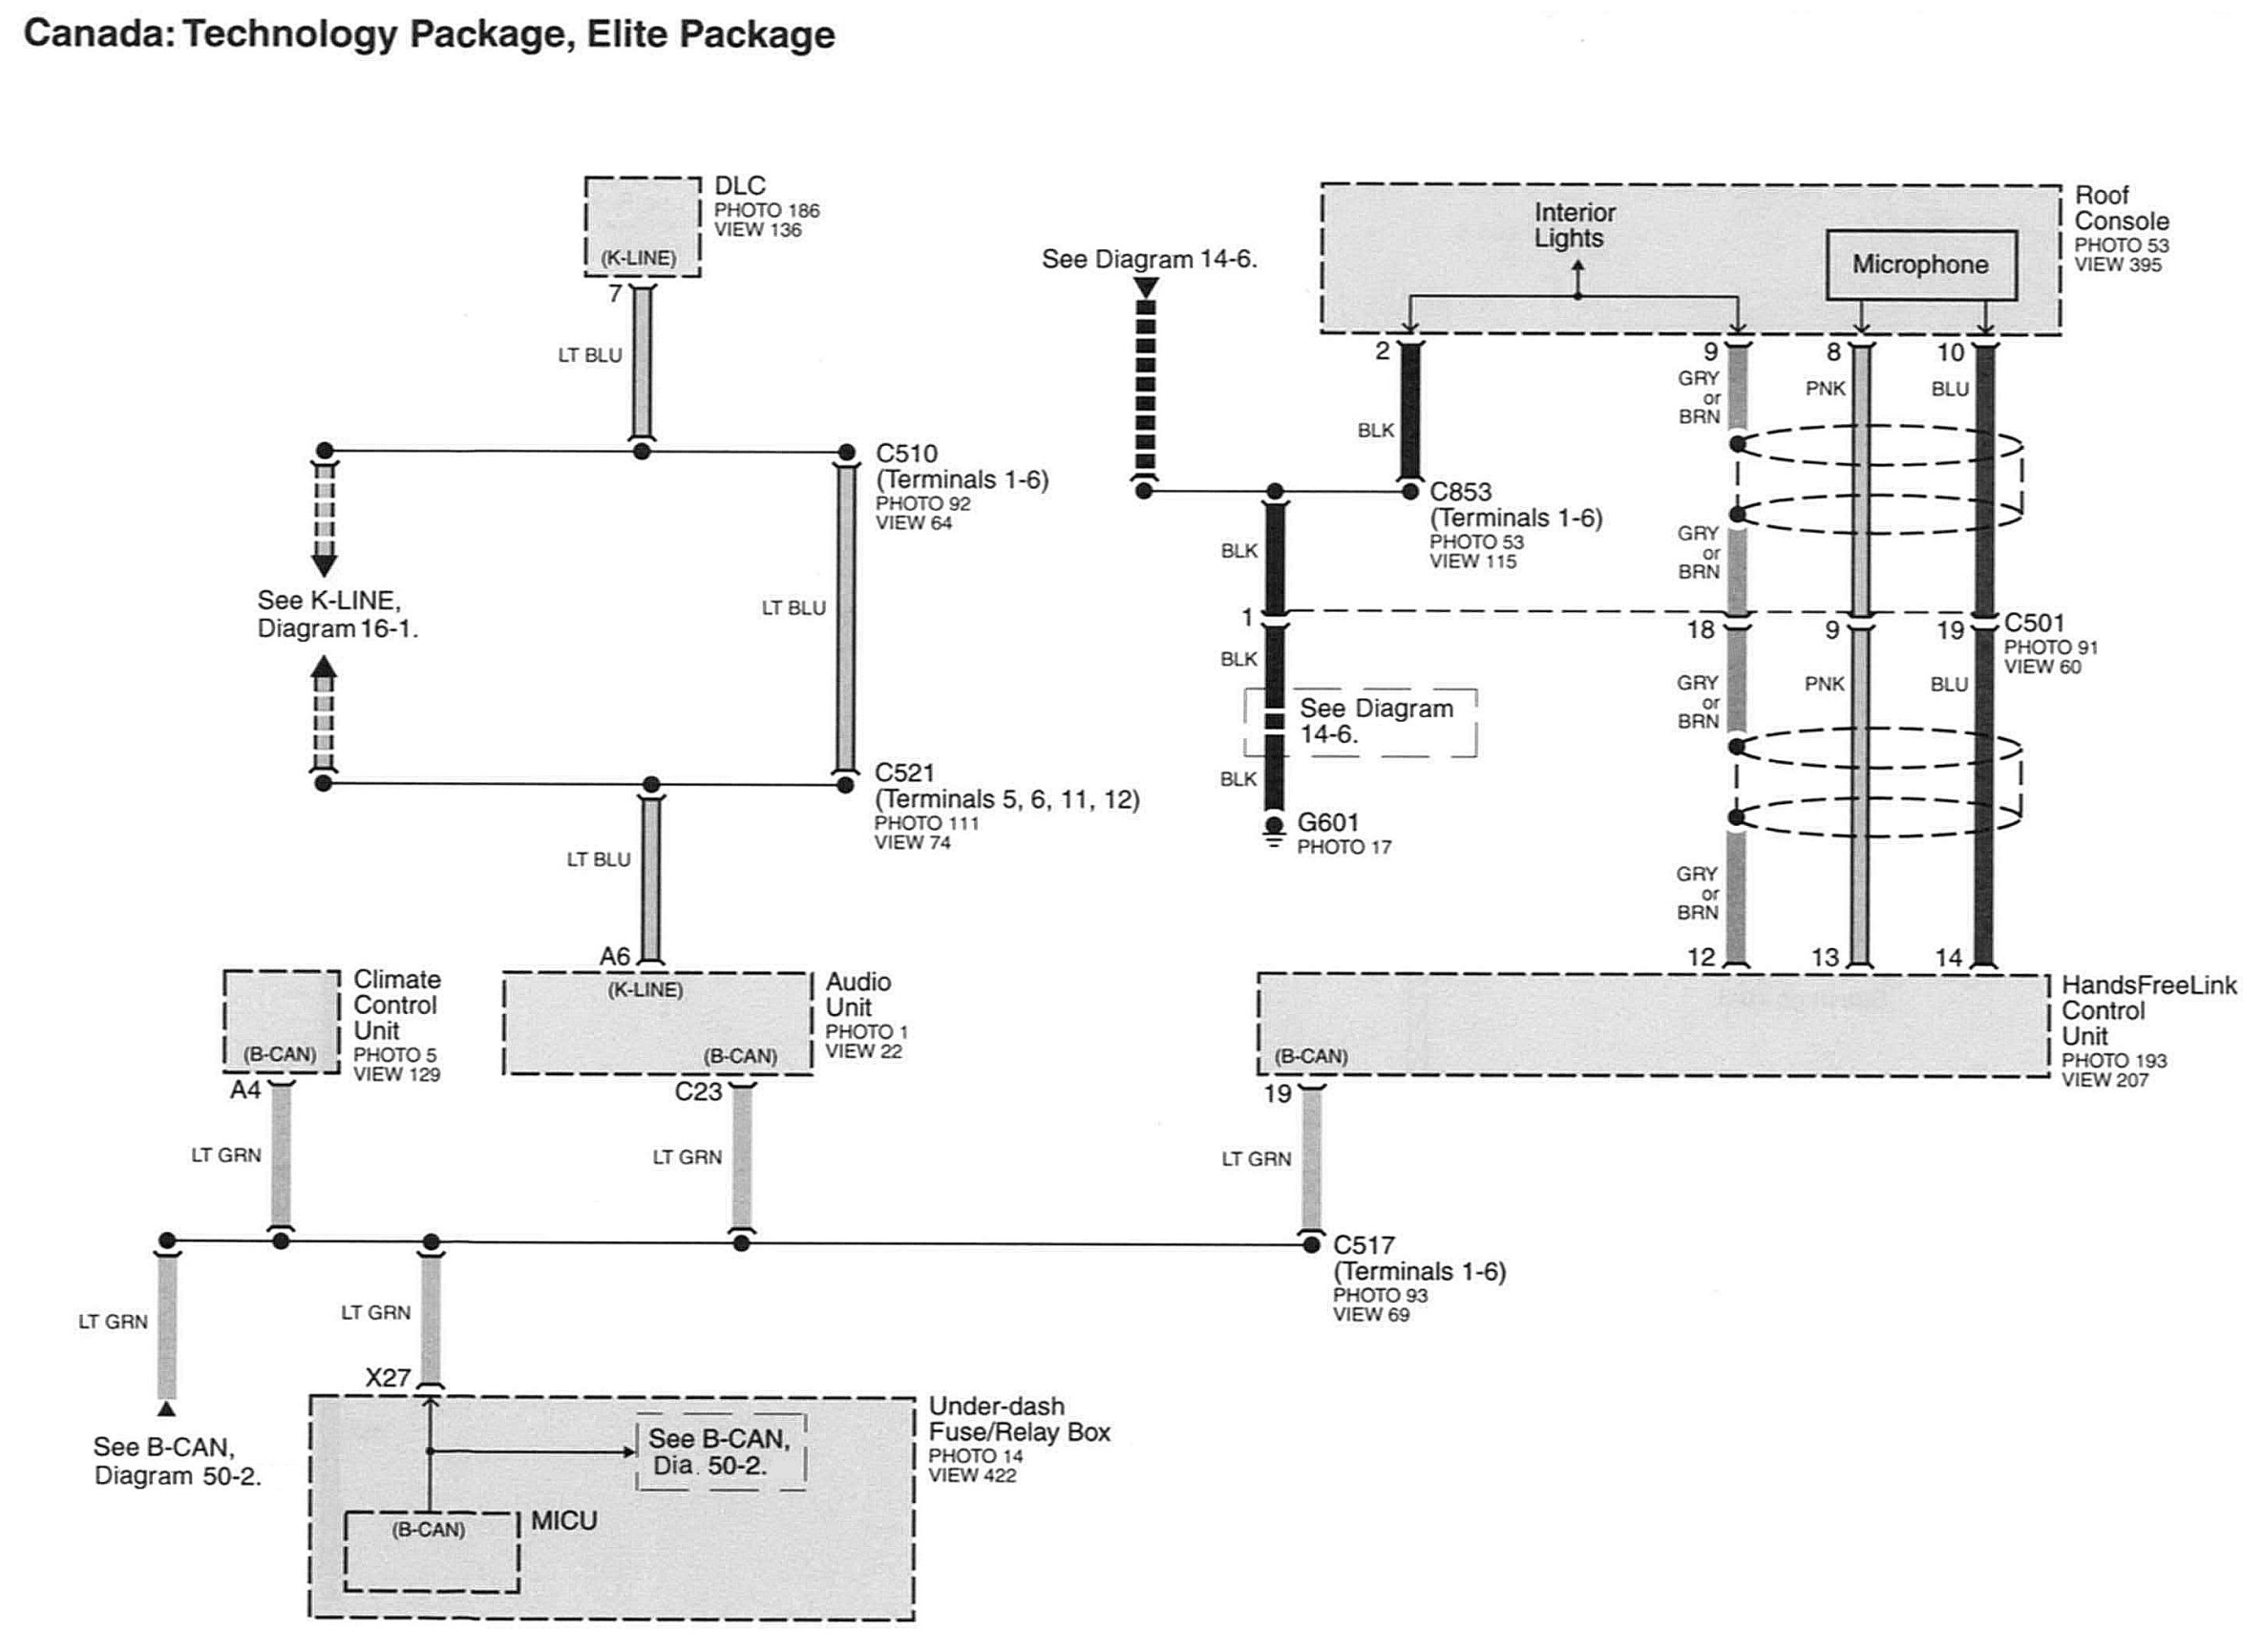 Canada: Technology Package, Elite Package
DLC
PHOTO 186
VIEW 136
(K-LINE)
7
LT BLU
C510
(Terminals 1-6)
PHOTO 92
VIEW 64
See K-LINE,
Diagram 16-1.
LT BLU
C521
(Terminals 5, 6, 11, 12)
PHOTO 111
VIEW 74
LT BLU
A6
Climate
Control
Unit
PHOTO 5
VIEW 129
(B-CAN)
A4
LT GRN
(K-LINE)
(B-CAN)
Audio
Unit
PHOTO 1
VIEW 22
C23
LT GRN
See Diagram 14-6.
Interior
Lights
Microphone
Roof
Console
PHOTO 53
VIEW 395
2
9
8
10
BLK
GRY
or
BRN
PNK
BLU
C853
(Terminals 1-6)
PHOTO 53
VIEW 115
BLK
GRY
or
BRN
1
18
9
19
C501
PHOTO 91
VIEW 60
BLK
GRY
or
BRN
PNK
BLU
See Diagram
14-6.
BLK
G601
PHOTO 17
GRY
or
BRN
12
13
14
HandsFreeLink
Control
Unit
PHOTO 193
VIEW 207
(B-CAN)
19
LT GRN
C517
(Terminals 1-6)
PHOTO 93
VIEW 69
LT GRN
LT GRN
X27
See B-CAN,
Diagram 50-2.
See B-CAN,
Dia. 50-2.
Under-dash
Fuse/Relay Box
PHOTO 14
VIEW 422
(B-CAN)
MICU